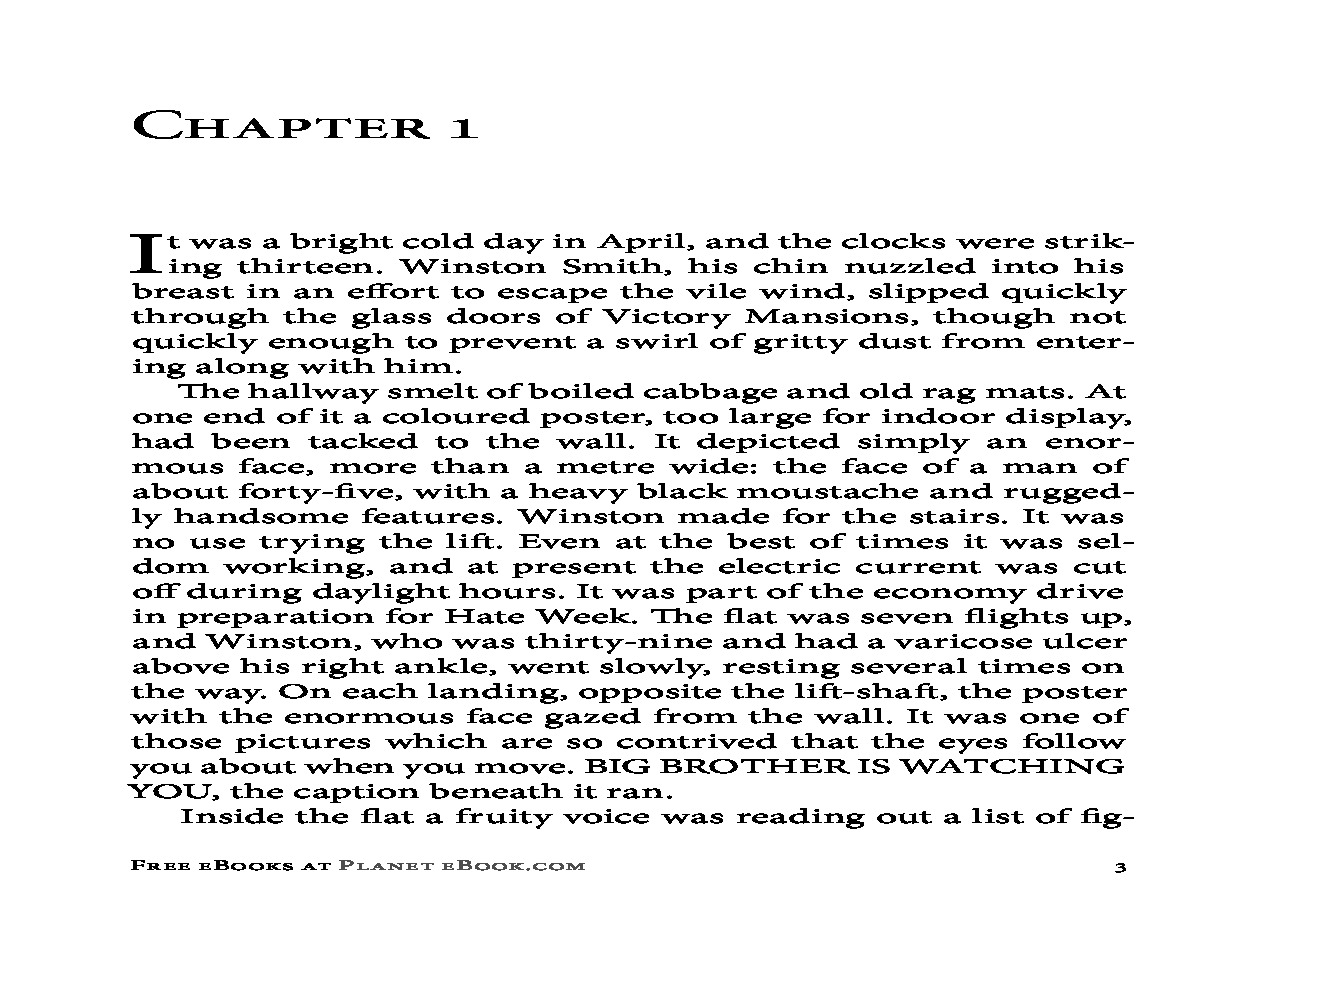 Chapter 1
It was a bright cold day in April, and the clocks were strik-
ing thirteen. Winston Smith, his chin nuzzled into his
breast in an effort to escape the vile wind, slipped quickly
through the glass doors of Victory Mansions, though not
quickly enough to prevent a swirl of gritty dust from enter-
ing along with him.
The hallway smelt of boiled cabbage and old rag mats. At
one end of it a coloured poster, too large for indoor display,
had been tacked to the wall. It depicted simply an enor-
mous face, more than a metre wide: the face of a man of
about forty-five, with a heavy black moustache and rugged-
ly handsome features. Winston made for the stairs. It was
no use trying the lift. Even at the best of times it was sel-
dom working, and at present the electric current was cut
off during daylight hours. It was part of the economy drive
in preparation for Hate Week. The flat was seven flights up,
and Winston, who was thirty-nine and had a varicose ulcer
above his right ankle, went slowly, resting several times on
the way. On each landing, opposite the lift-shaft, the poster
with the enormous face gazed from the wall. It was one of
those pictures which are so contrived that the eyes follow
you about when you move. BIG BROTHER IS WATCHING
YOU, the caption beneath it ran.
Inside the flat a fruity voice was reading out a list of fig-
Free eBooks at Planet eBook.com 3